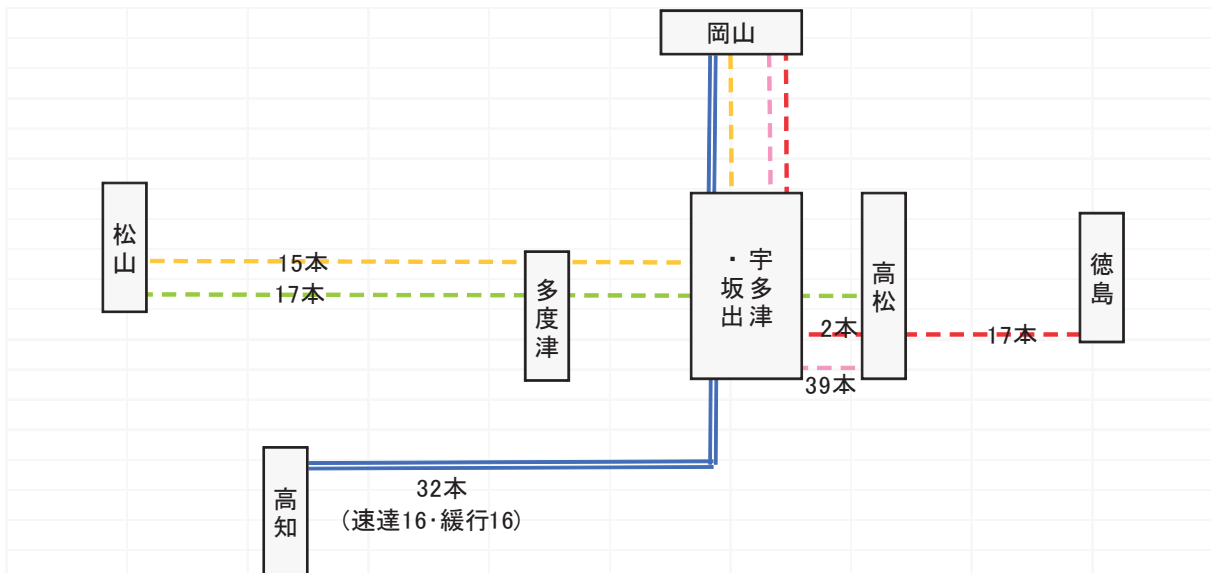 岡山
松山
15本
17本
多度津
宇多津
・坂出
2本
39本
高松
17本
徳島
高知
32本
(速達16・緩行16)